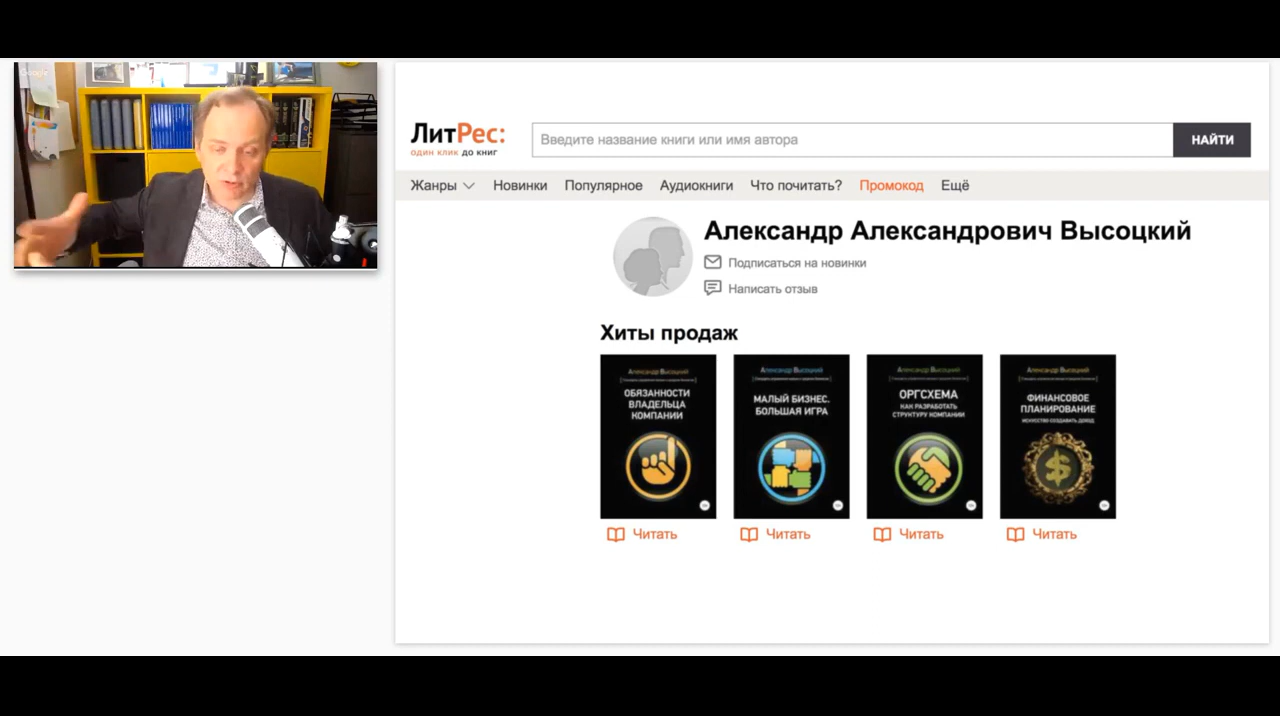 Google
ЛитРес:
один клик до книг
Введите название книги или имя автора
НАЙТИ
Жанры Новинки Популярное Аудиокниги Что почитать? Промокод Ещё
Александр Александрович Высоцкий
Подписаться на новинки
Написать отзыв
Хиты продаж
Александр Высоцкий
ОБЯЗАННОСТИ
ВЛАДЕЛЬЦА
КОМПАНИИ
Александр Высоцкий
МАЛЫЙ БИЗНЕС.
БОЛЬШАЯ ИГРА
Александр Высоцкий
ОРГСХЕМА
КАК РАЗРАБОТАТЬ
СТРУКТУРУ КОМПАНИИ
Александр Высоцкий
ФИНАНСОВОЕ
ПЛАНИРОВАНИЕ
ИСКУССТВО СОЗДАВАТЬ ДОХОД
Читать
Читать
Читать
Читать